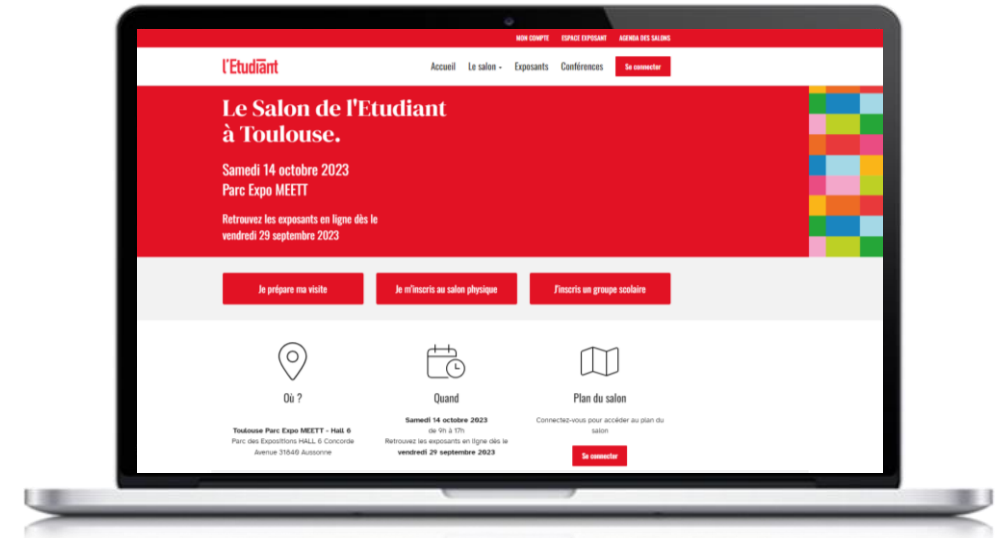 MON COMPTE ESPACE EXPOSANT AGENDA DES SALONS
l'Etudiant Accueil Le salon Exposants Conférences Se connecter
Le Salon de l'Etudiant
à Toulouse.
Samedi 14 octobre 2023
Parc Expo MEETT
Retrouvez les exposants en ligne dès le
vendredi 29 septembre 2023
Je prépare ma visite Je m'inscris au salon physique J'inscris un groupe scolaire
Où ? Quand Plan du salon
Toulouse Parc Expo MEETT - Hall 6
Parc des Expositions HALL 6 Concorde
Avenue 31840 Aussonne
Samedi 14 octobre 2023
de 9h à 17h
Retrouvez les exposants en ligne dès le
vendredi 29 septembre 2023
Connectez-vous pour accéder au plan du
salon
Se connecter